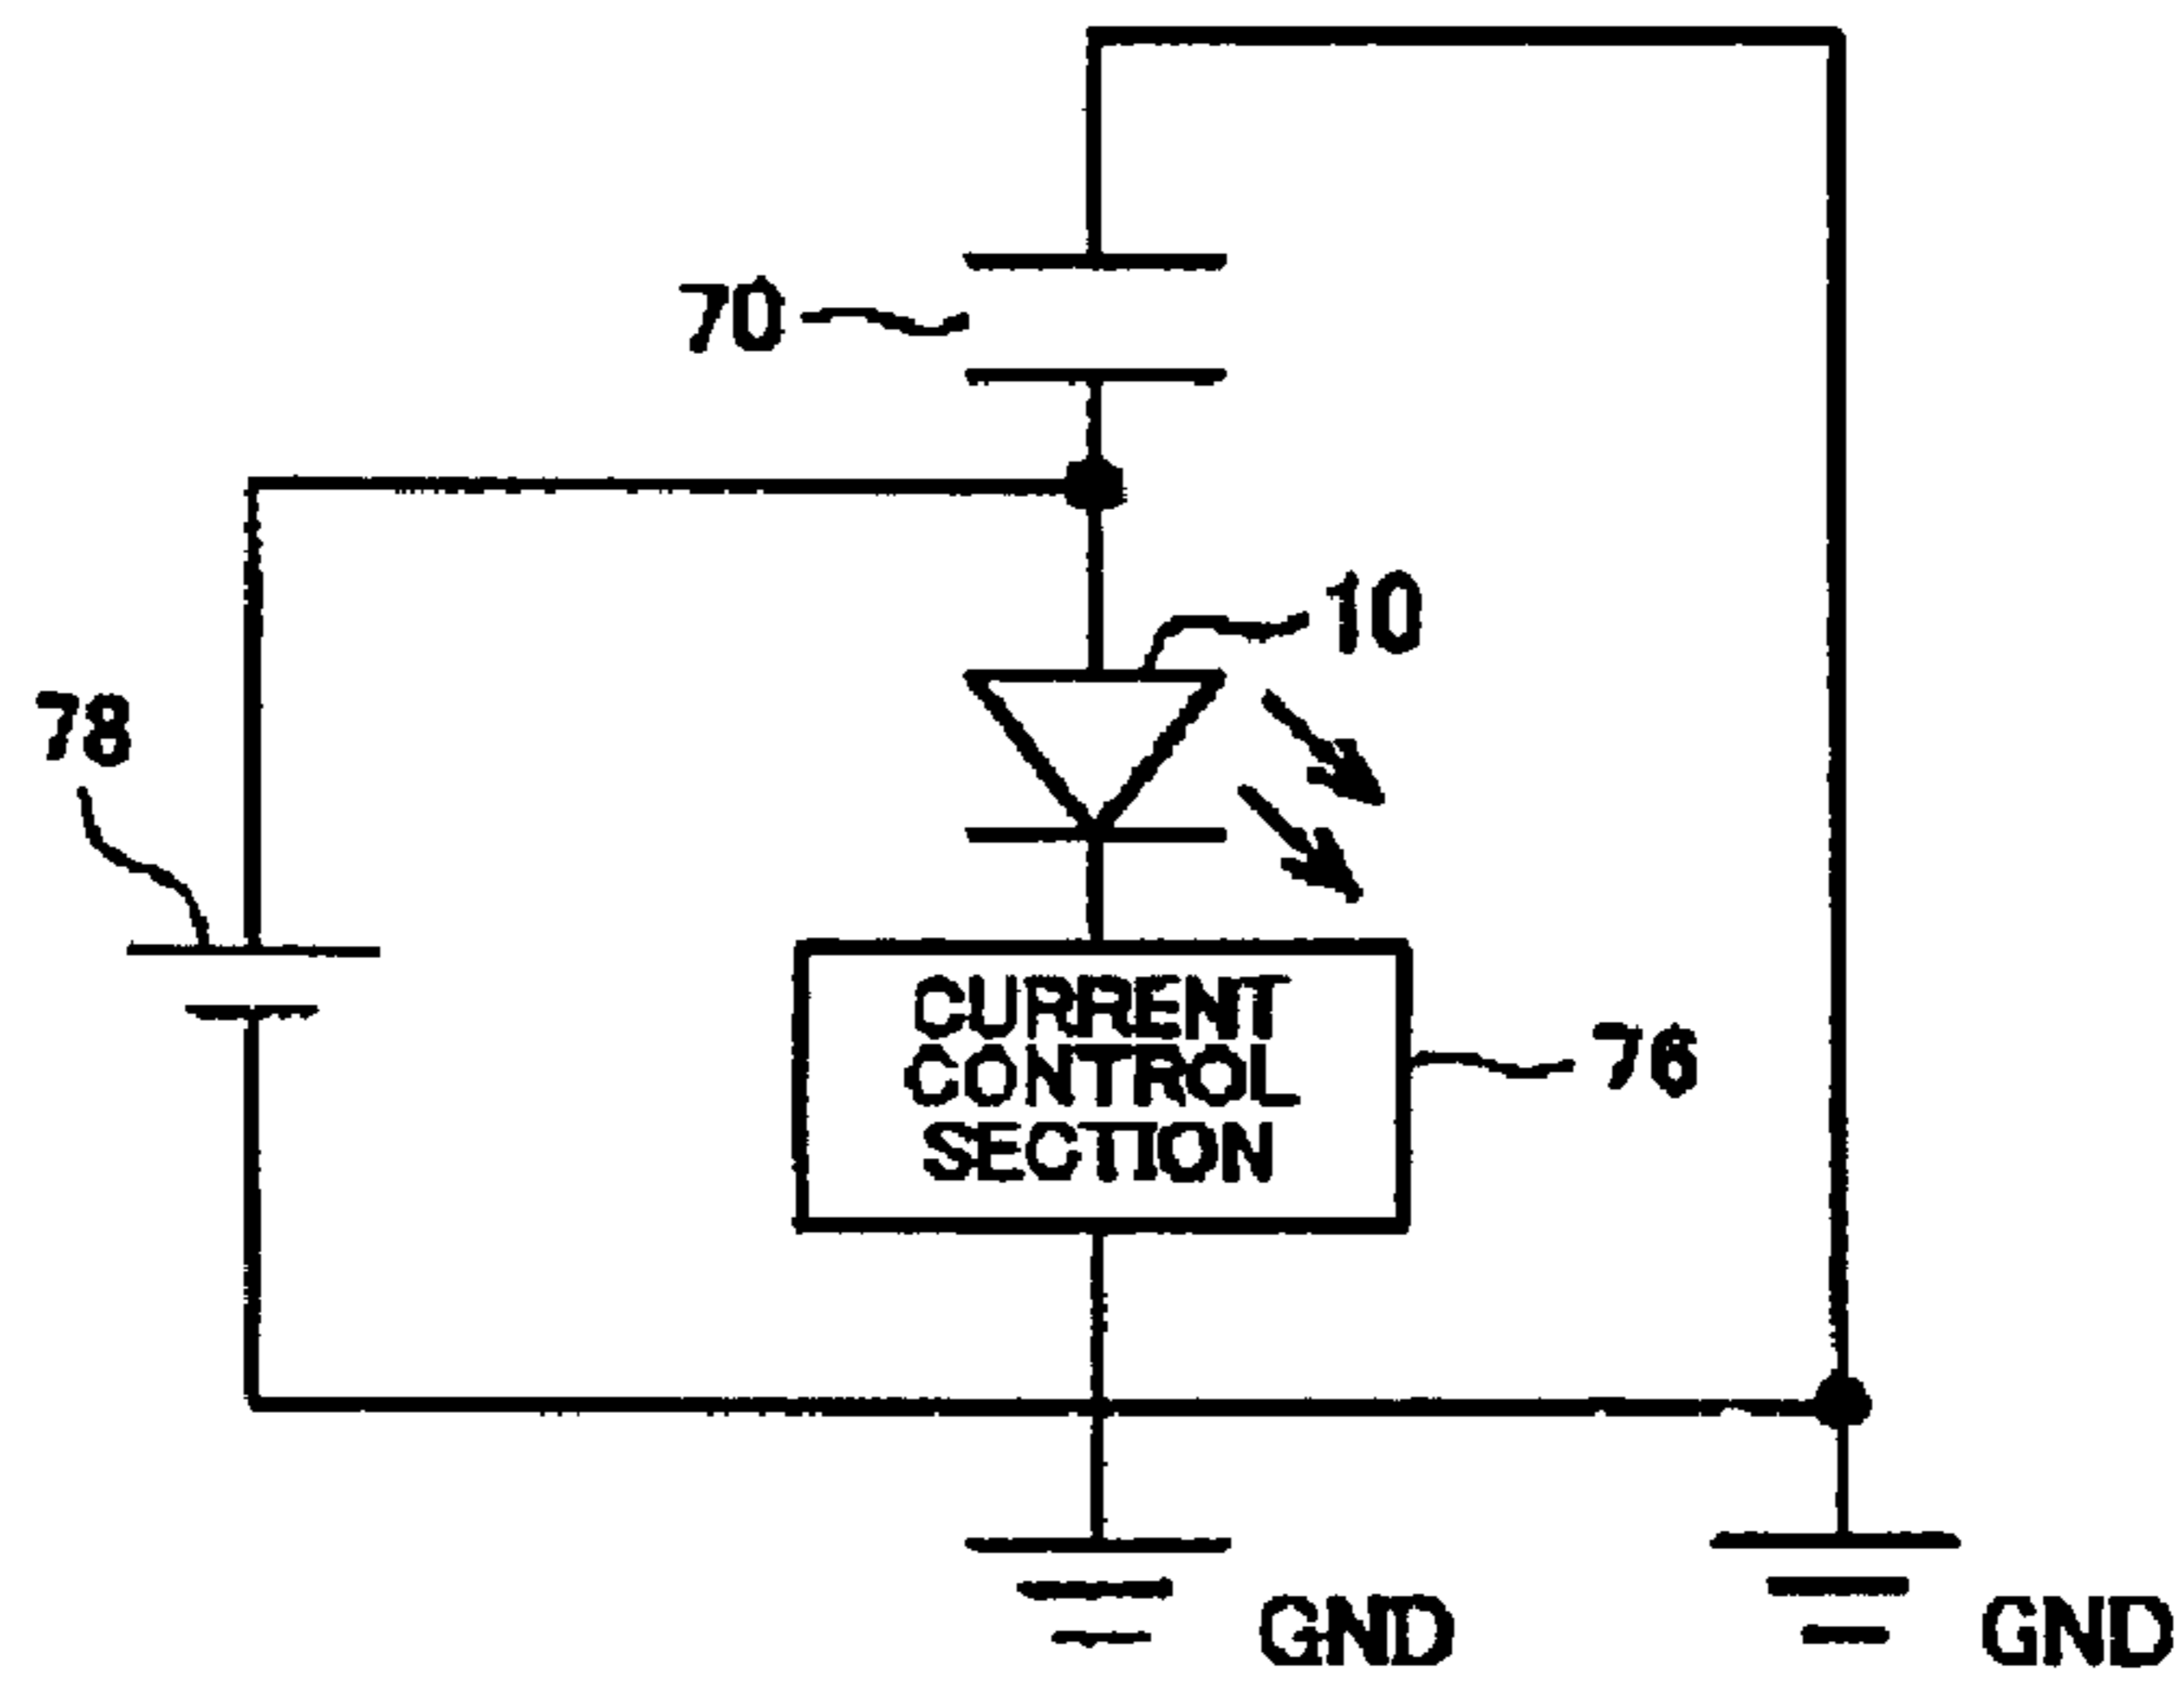 70
10
78
CURRENT
CONTROL
SECTION
76
GND
GND